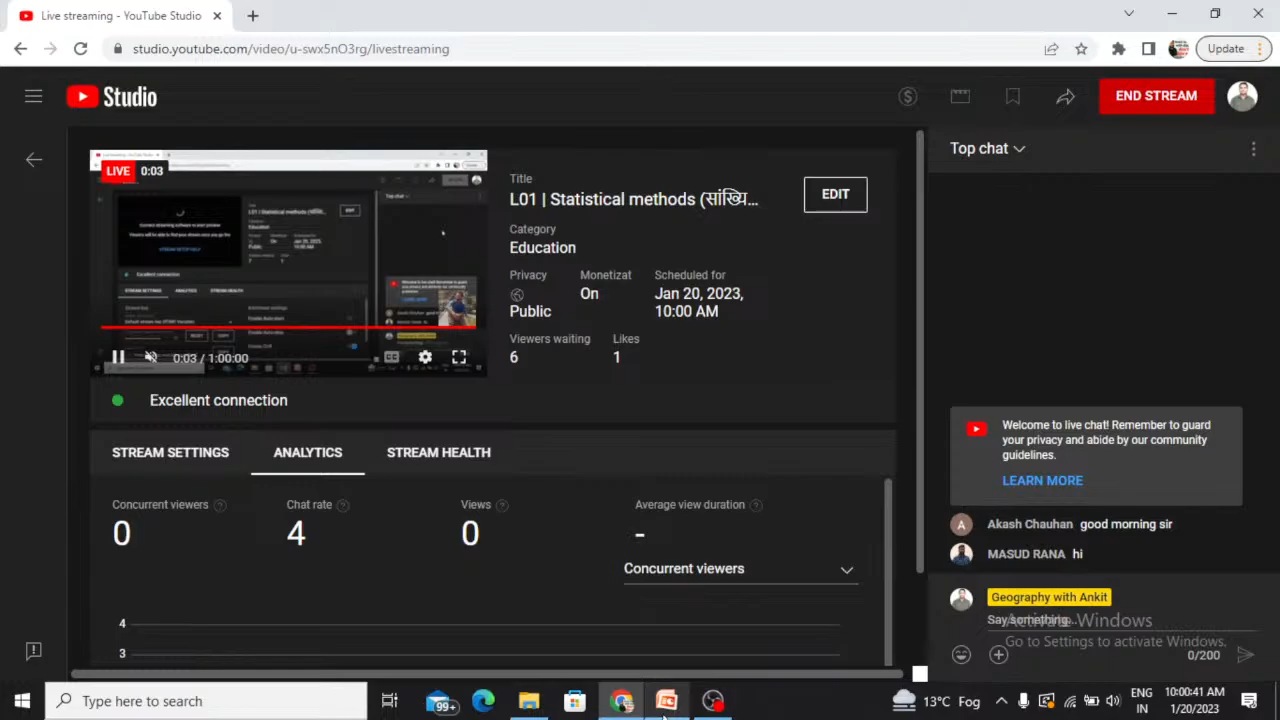 Live streaming - YouTube Studio
studio.youtube.com/video/u-swx5nO3rg/livestreaming
Update
Studio
END STREAM
LIVE 0:03
0:03 / 1:00:00
Title
L01 | Statistical methods (सांख्यि...
EDIT
Category
Education
Privacy
Monetizat
Scheduled for
Public
On
Jan 20, 2023,
10:00 AM
Viewers waiting
Likes
6
1
Excellent connection
STREAM SETTINGS
ANALYTICS
STREAM HEALTH
Concurrent viewers
Chat rate
Views
Average view duration
0
4
0
-
Concurrent viewers
4
3
Top chat
Welcome to live chat! Remember to guard
your privacy and abide by our community
guidelines.
LEARN MORE
A
Akash Chauhan good morning sir
MASUD RANA hi
Geography with Ankit
Say something...
0/200
Activate Windows
Go to Settings to activate Windows.
Type here to search
99+
13°C Fog
ENG
IN
10:00:41 AM
1/20/2023